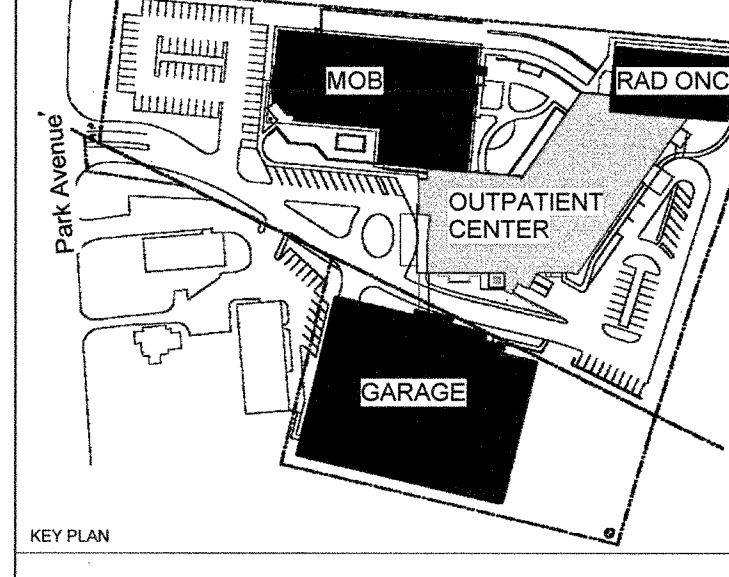 MOB
RAD ONC
Park Avenue'
OUTPATIENT
CENTER
GARAGE
KEY PLAN